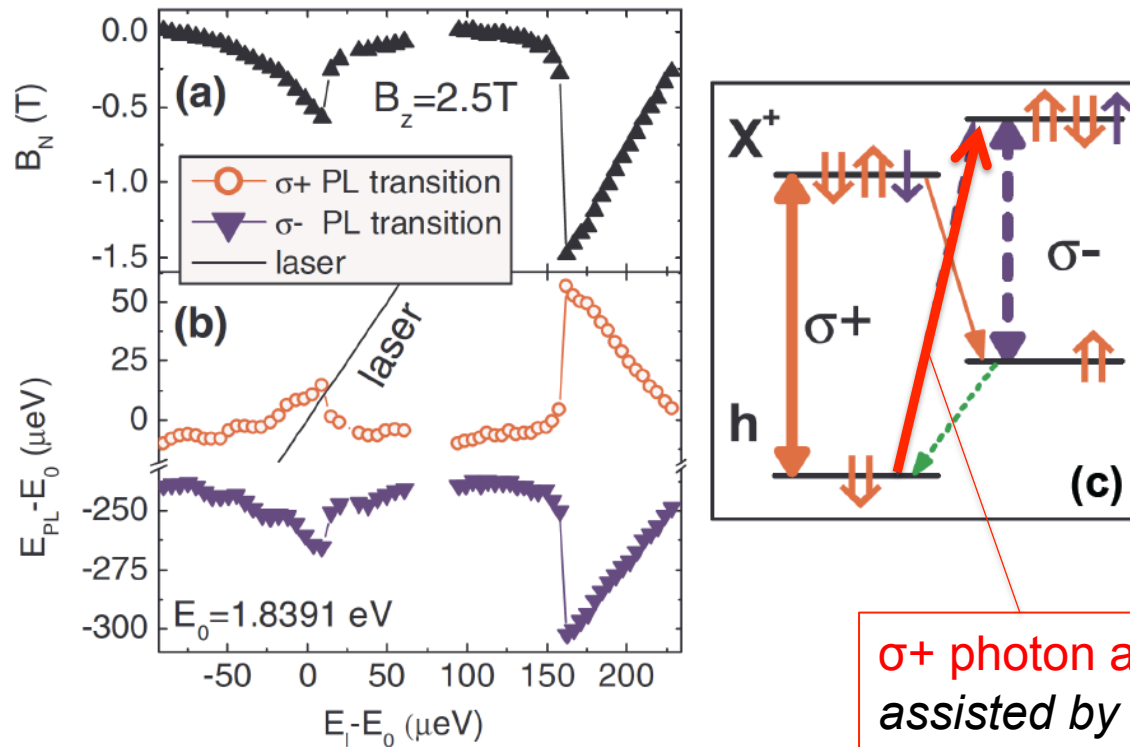 0.0
-0.5
-1.0
-1.5
B_N (T)
(a)
B_z=2.5T
σ+ PL transition
σ- PL transition
laser
50
25
0
-250
-275
-300
E_PL-E_0 (μeV)
(b)
laser
E_0=1.8391 eV
-50 0 50 100 150 200
E_l-E_0 (μeV)
X+
⇓⇑↓
⇑⇓↑
σ+
σ-
⇑
h
⇓
(c)
σ+ photon a
assisted by